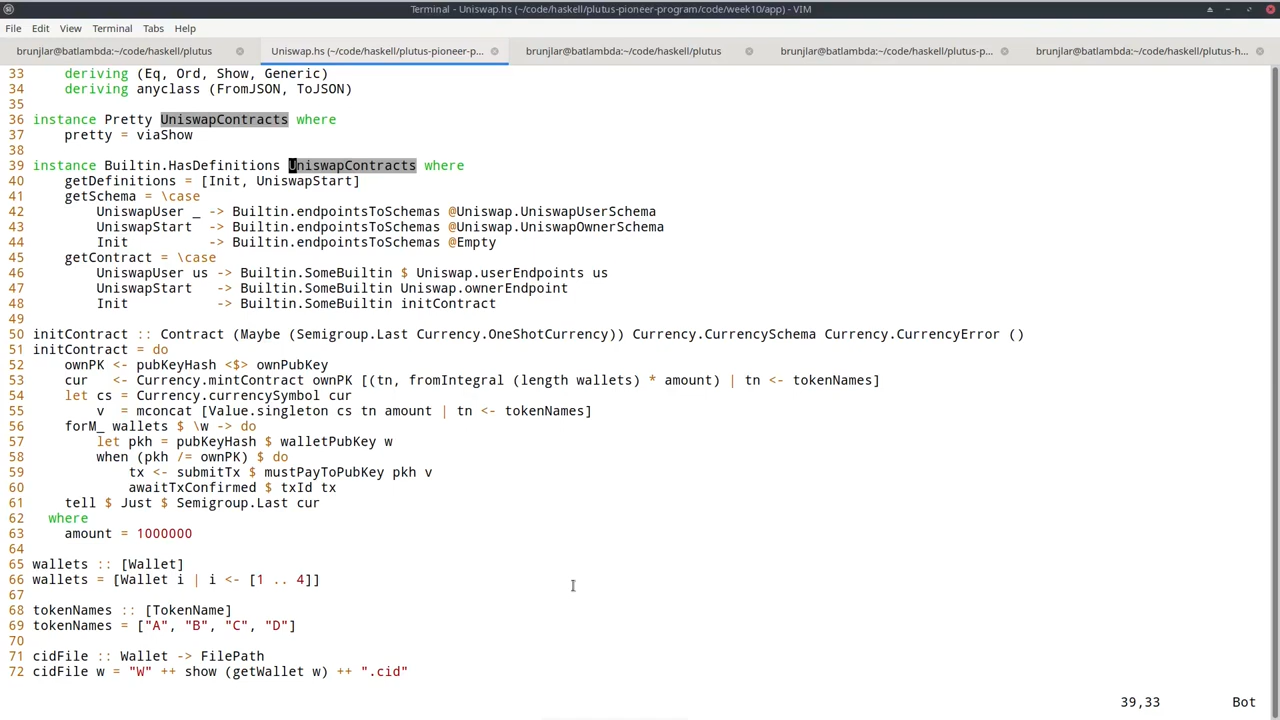 Terminal - Uniswap.hs (~/code/haskell/plutus-pioneer-program/code/week10/app) - VIM
File Edit View Terminal Tabs Help
brunjlar@batlambda:~/code/haskell/plutus Uniswap.hs (~/code/haskell/plutus-pioneer-p... brunjlar@batlambda:~/code/haskell/plutus brunjlar@batlambda:~/code/haskell/plutus-p... brunjlar@batlambda:~/code/haskell/plutus-h...
33     deriving (Eq, Ord, Show, Generic)
34     deriving anyclass (FromJSON, ToJSON)
35
36 instance Pretty UniswapContracts where
37     pretty = viaShow
38
39 instance Builtin.HasDefinitions UniswapContracts where
40     getDefinitions = [Init, UniswapStart]
41     getSchema = \case
42         UniswapUser _ -> Builtin.endpointsToSchemas @Uniswap.UniswapUserSchema
43         UniswapStart  -> Builtin.endpointsToSchemas @Uniswap.UniswapOwnerSchema
44         Init          -> Builtin.endpointsToSchemas @Empty
45     getContract = \case
46         UniswapUser us -> Builtin.SomeBuiltin $ Uniswap.userEndpoints us
47         UniswapStart   -> Builtin.SomeBuiltin Uniswap.ownerEndpoint
48         Init           -> Builtin.SomeBuiltin initContract
49
50 initContract :: Contract (Maybe (Semigroup.Last Currency.OneShotCurrency)) Currency.CurrencySchema Currency.CurrencyError ()
51 initContract = do
52     ownPK <- pubKeyHash <$> ownPubKey
53     cur   <- Currency.mintContract ownPK [(tn, fromIntegral (length wallets) * amount) | tn <- tokenNames]
54     let cs = Currency.currencySymbol cur
55         v  = mconcat [Value.singleton cs tn amount | tn <- tokenNames]
56     forM_ wallets $ \w -> do
57         let pkh = pubKeyHash $ walletPubKey w
58         when (pkh /= ownPK) $ do
59             tx <- submitTx $ mustPayToPubKey pkh v
60             awaitTxConfirmed $ txId tx
61     tell $ Just $ Semigroup.Last cur
62   where
63     amount = 1000000
64
65 wallets :: [Wallet]
66 wallets = [Wallet i | i <- [1 .. 4]]
67
68 tokenNames :: [TokenName]
69 tokenNames = ["A", "B", "C", "D"]
70
71 cidFile :: Wallet -> FilePath
72 cidFile w = "W" ++ show (getWallet w) ++ ".cid"
39,33 Bot